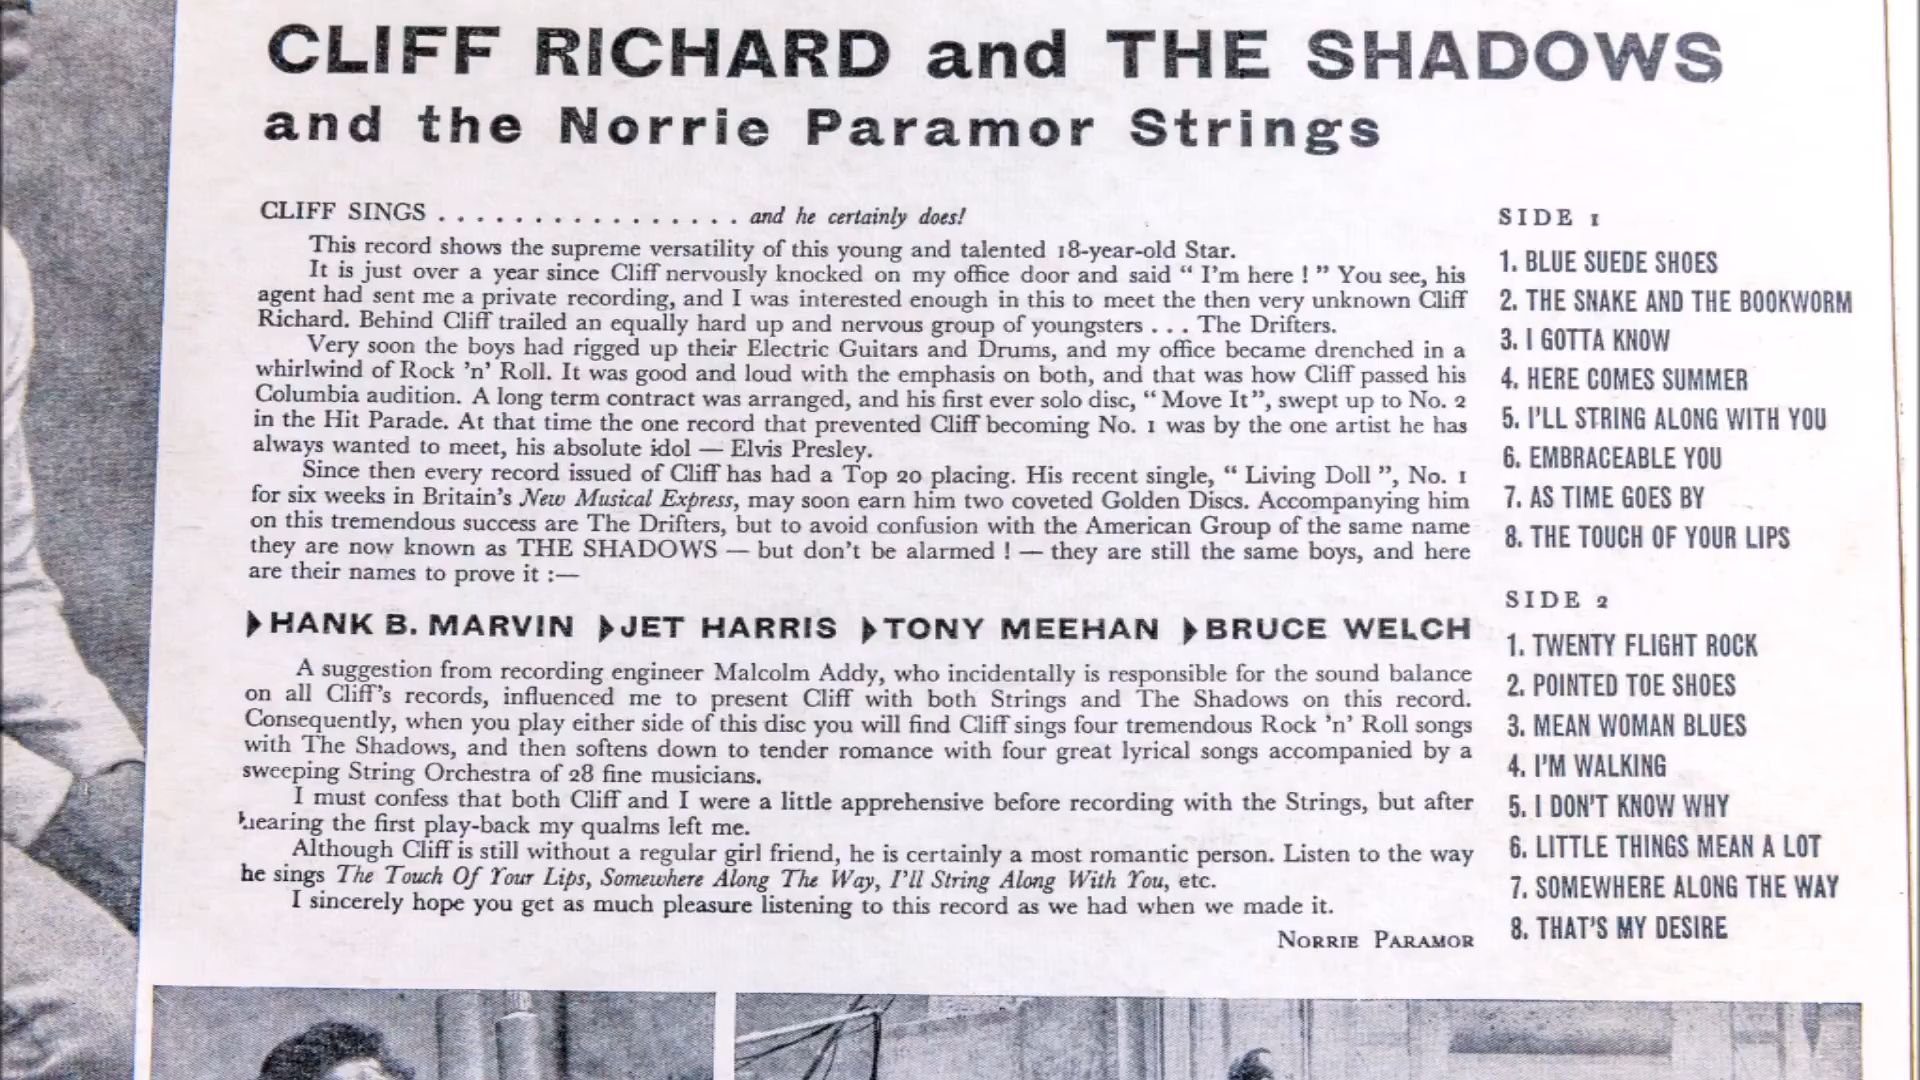 CLIFF RICHARD and THE SHADOWS
and the Norrie Paramor Strings
CLIFF SINGS . . . . . . . . . . . . . . . . and he certainly does!
This record shows the supreme versatility of this young and talented 18-year-old Star.
It is just over a year since Cliff nervously knocked on my office door and said “ I’m here ! ” You see, his
agent had sent me a private recording, and I was interested enough in this to meet the then very unknown Cliff
Richard. Behind Cliff trailed an equally hard up and nervous group of youngsters . . . The Drifters.
Very soon the boys had rigged up their Electric Guitars and Drums, and my office became drenched in a
whirlwind of Rock ’n’ Roll. It was good and loud with the emphasis on both, and that was how Cliff passed his
Columbia audition. A long term contract was arranged, and his first ever solo disc, “ Move It”, swept up to No. 2
in the Hit Parade. At that time the one record that prevented Cliff becoming No. 1 was by the one artist he has
always wanted to meet, his absolute idol — Elvis Presley.
Since then every record issued of Cliff has had a Top 20 placing. His recent single, “ Living Doll ”, No. 1
for six weeks in Britain’s New Musical Express, may soon earn him two coveted Golden Discs. Accompanying him
on this tremendous success are The Drifters, but to avoid confusion with the American Group of the same name
they are now known as THE SHADOWS — but don’t be alarmed ! — they are still the same boys, and here
are their names to prove it :—
HANK B. MARVIN JET HARRIS TONY MEEHAN BRUCE WELCH
A suggestion from recording engineer Malcolm Addy, who incidentally is responsible for the sound balance
on all Cliff’s records, influenced me to present Cliff with both Strings and The Shadows on this record.
Consequently, when you play either side of this disc you will find Cliff sings four tremendous Rock ’n’ Roll songs
with The Shadows, and then softens down to tender romance with four great lyrical songs accompanied by a
sweeping String Orchestra of 28 fine musicians.
I must confess that both Cliff and I were a little apprehensive before recording with the Strings, but after
hearing the first play-back my qualms left me.
Although Cliff is still without a regular girl friend, he is certainly a most romantic person. Listen to the way
he sings The Touch Of Your Lips, Somewhere Along The Way, I’ll String Along With You, etc.
I sincerely hope you get as much pleasure listening to this record as we had when we made it.
NORRIE PARAMOR
SIDE 1
1. BLUE SUEDE SHOES
2. THE SNAKE AND THE BOOKWORM
3. I GOTTA KNOW
4. HERE COMES SUMMER
5. I'LL STRING ALONG WITH YOU
6. EMBRACEABLE YOU
7. AS TIME GOES BY
8. THE TOUCH OF YOUR LIPS
SIDE 2
1. TWENTY FLIGHT ROCK
2. POINTED TOE SHOES
3. MEAN WOMAN BLUES
4. I'M WALKING
5. I DON'T KNOW WHY
6. LITTLE THINGS MEAN A LOT
7. SOMEWHERE ALONG THE WAY
8. THAT'S MY DESIRE